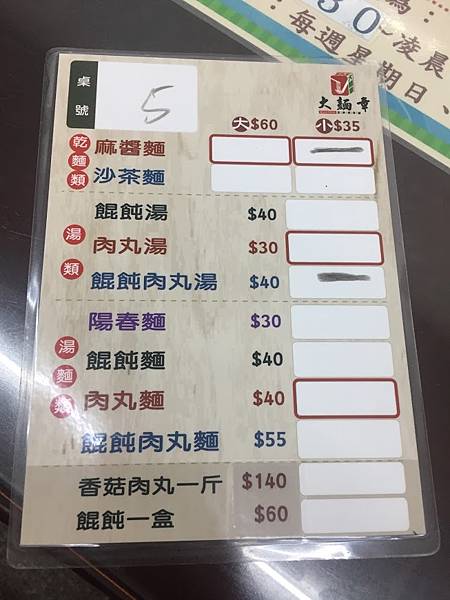 為：
30～凌晨
：每週星期日、
桌號 5
大麵章
大$60 小$35
乾麵類
麻醬麵
沙茶麵
湯類
餛飩湯 $40
肉丸湯 $30
餛飩肉丸湯 $40
湯麵類
陽春麵 $30
餛飩麵 $40
肉丸麵 $40
餛飩肉丸麵 $55
香菇肉丸一斤 $140
餛飩一盒 $60